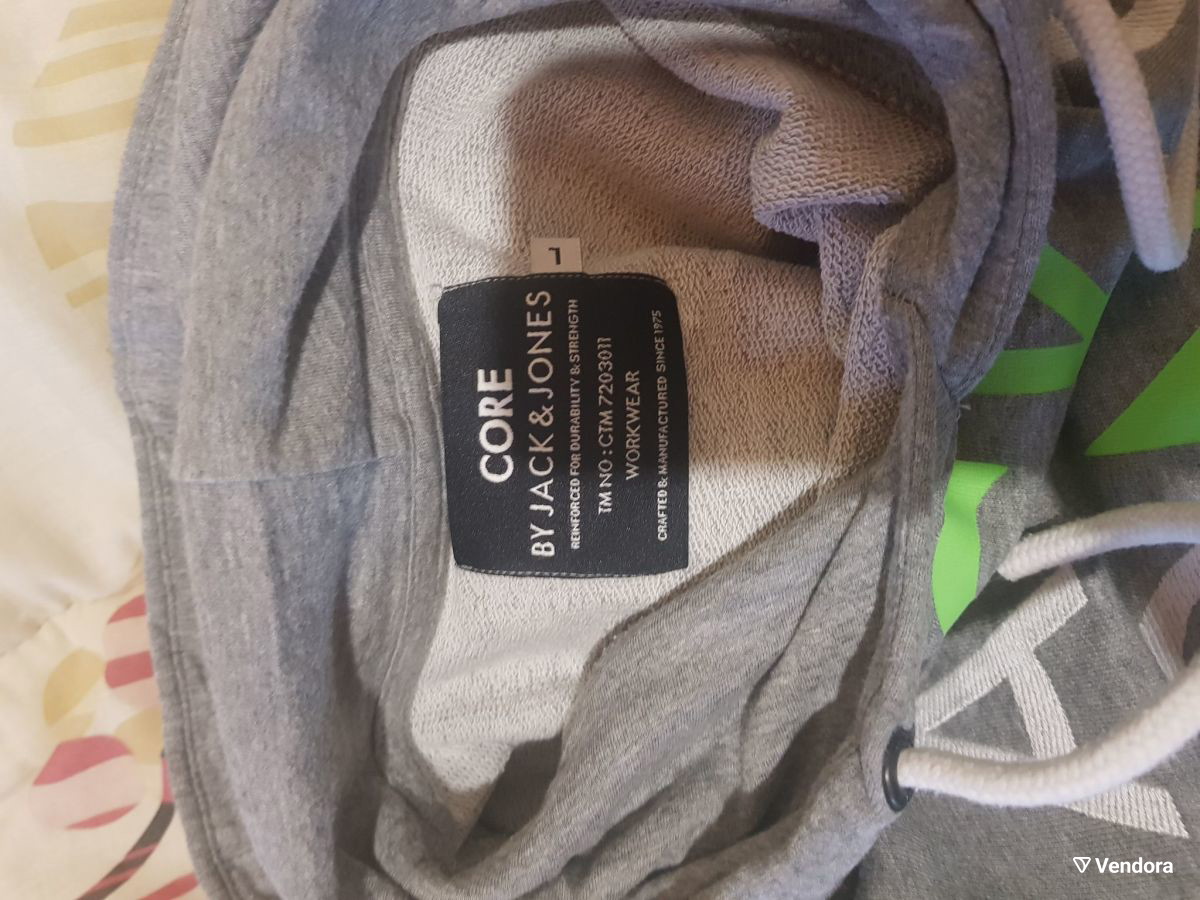 L
CORE
BY JACK & JONES
REINFORCED FOR DURABILITY & STRENGTH
TM NO : CTM 7203011
WORKWEAR
CRAFTED & MANUFACTURED SINCE 1975
Vendora